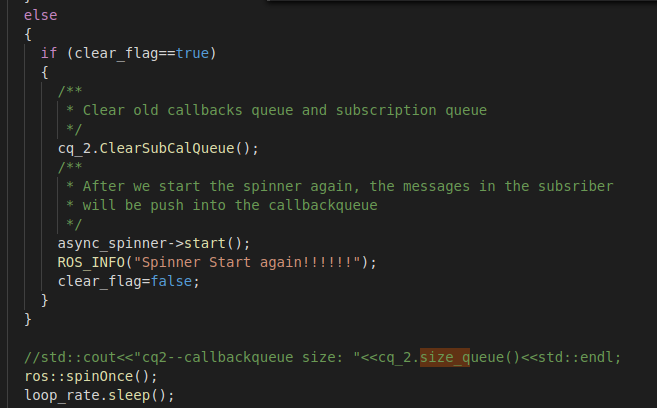 else
{
if (clear_flag==true)
{
/**
* Clear old callbacks queue and subscription queue
*/
cq_2.ClearSubCalQueue();
/**
* After we start the spinner again, the messages in the subsriber
* will be push into the callbackqueue
*/
async_spinner->start();
ROS_INFO("Spinner Start again!!!!!!");
clear_flag=false;
}
}
//std::cout<<"cq2--callbackqueue size: "<<cq_2.size_queue()<<std::endl;
ros::spinOnce();
loop_rate.sleep();